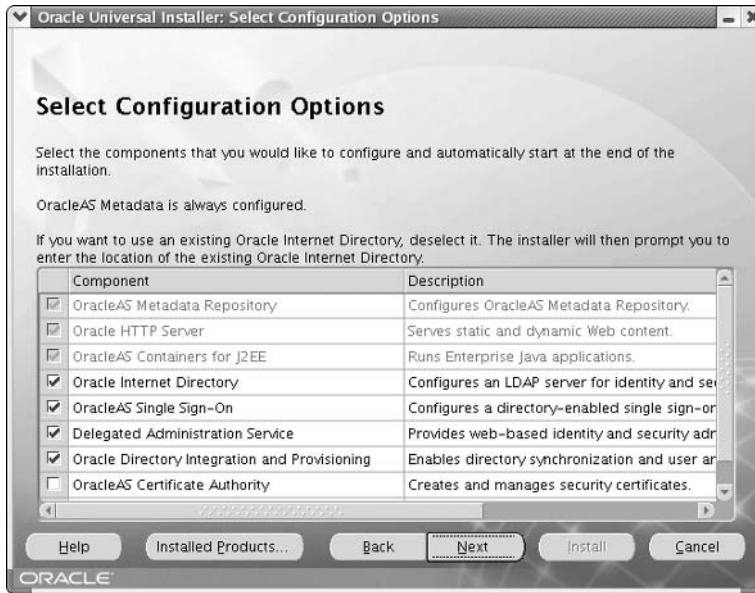 Oracle Universal Installer: Select Configuration Options
Select Configuration Options
Select the components that you would like to configure and automatically start at the end of the
installation.
OracleAS Metadata is always configured.
If you want to use an existing Oracle Internet Directory, deselect it. The installer will then prompt you to
enter the location of the existing Oracle Internet Directory.
Component Description
OracleAS Metadata Repository Configures OracleAS Metadata Repository.
Oracle HTTP Server Serves static and dynamic Web content.
OracleAS Containers for J2EE Runs Enterprise Java applications.
Oracle Internet Directory Configures an LDAP server for identity and
OracleAS Single Sign-On Configures a directory-enabled single
Delegated Administration Service Provides web-based identity and security
Oracle Directory Integration and Provisioning Enables directory synchronization and user
OracleAS Certificate Authority Creates and manages security certificates.
Help Installed Products... Back Next Install Cancel
ORACLE